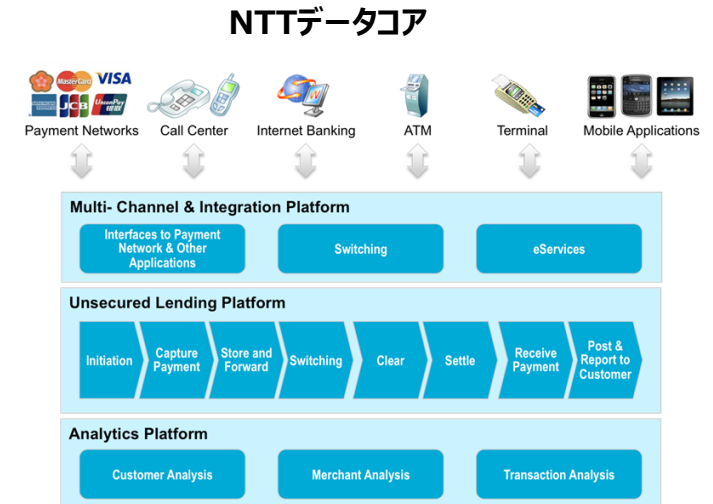 NTTデータコア
MasterCard
VISA
JCB
UnionPay
Payment Networks
Call Center
Internet Banking
ATM
Terminal
Mobile Applications
Multi- Channel & Integration Platform
Interfaces to Payment
Network & Other
Applications
Switching
eServices
Unsecured Lending Platform
Initiation
Capture
Payment
Store and
Forward
Switching
Clear
Settle
Receive
Payment
Post &
Report to
Customer
Analytics Platform
Customer Analysis
Merchant Analysis
Transaction Analysis